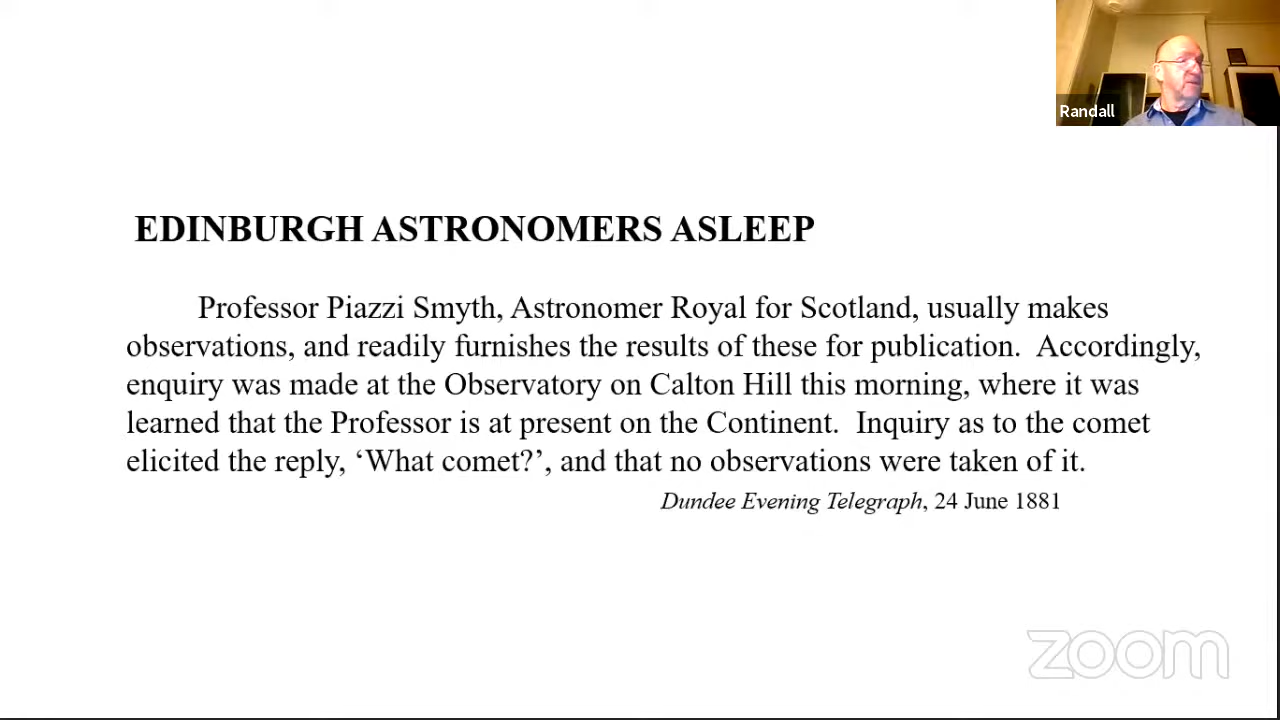 Randall
EDINBURGH ASTRONOMERS ASLEEP
Professor Piazzi Smyth, Astronomer Royal for Scotland, usually makes
observations, and readily furnishes the results of these for publication.  Accordingly,
enquiry was made at the Observatory on Calton Hill this morning, where it was
learned that the Professor is at present on the Continent.  Inquiry as to the comet
elicited the reply, ‘What comet?’, and that no observations were taken of it.
Dundee Evening Telegraph, 24 June 1881
zoom